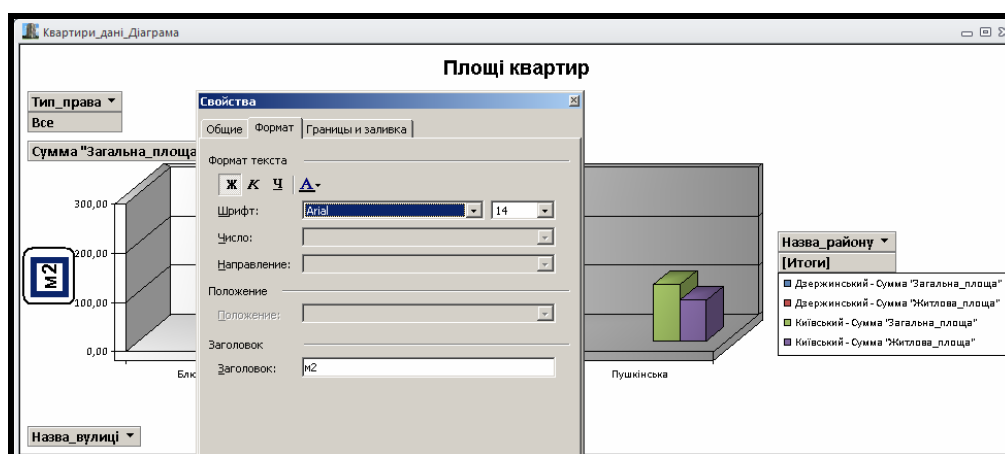 Квартири_дані_Діаграма
Площі квартир
Тип_права
Все
Сумма "Загальна_площа
Свойства
Общие Формат Границы и заливка
Формат текста
Ж К Ч А
Шрифт: Arial 14
Число:
Направление:
Положение
Положение:
Заголовок
Заголовок: м2
300,00
200,00
100,00
0,00
м2
Блю
Пушкінська
Назва_району
[Итоги]
Дзержинський - Сумма "Загальна_площа"
Дзержинський - Сумма "Житлова_площа"
Київський - Сумма "Загальна_площа"
Київський - Сумма "Житлова_площа"
Назва_вулиці